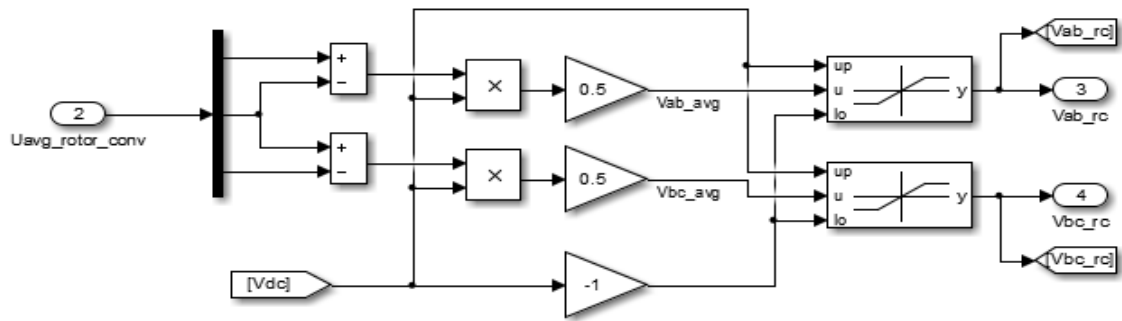 [Vab_rc]
+
−
×
0.5
Vab_avg
up
u
lo
y
3
Vab_rc
2
Uavg_rotor_conv
+
−
×
0.5
Vbc_avg
up
u
lo
y
4
Vbc_rc
[Vbc_rc]
[Vdc]
-1